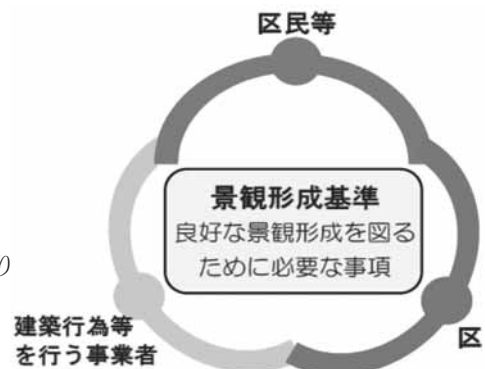 区民等
景観形成基準
良好な景観形成を図る
ために必要な事項
建築行為等
を行う事業者
区